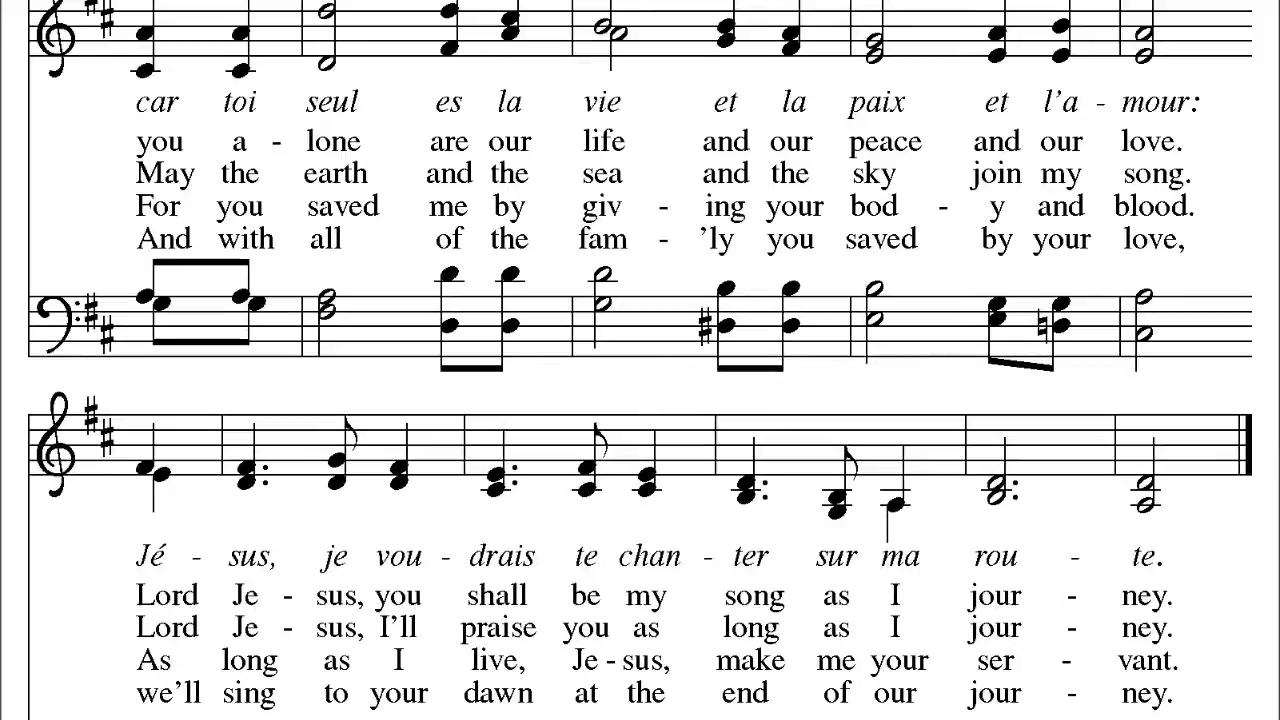 car toi seul es la vie et la paix et l'a - mour:
you a - lone are our life and our peace and our love.
May the earth and the sea and the sky join my song.
For you saved me by giv - ing your bod - y and blood.
And with all of the fam - 'ly you saved by your love,
Jé - sus, je vou - drais te chan - ter sur ma rou - te.
Lord Je - sus, you shall be my song as I jour - ney.
Lord Je - sus, I'll praise you as long as I jour - ney.
As long as I live, Je - sus, make me your ser - vant.
we'll sing to your dawn at the end of our jour - ney.